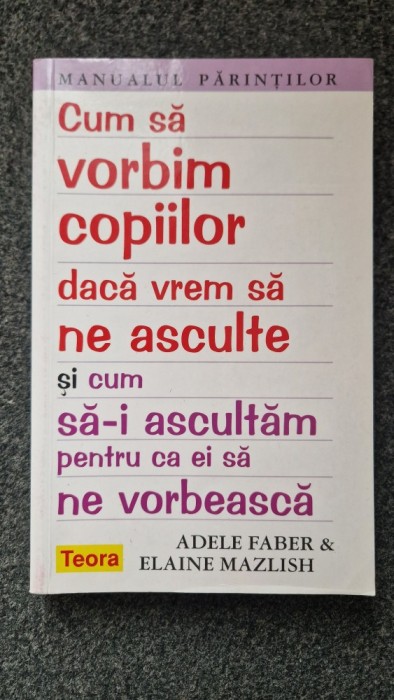 MANUALUL PĂRINȚILOR
Cum să
vorbim
copiilor
dacă vrem să
ne asculte
și cum
să-i ascultăm
pentru ca ei să
ne vorbească
Teora
ADELE FABER &
ELAINE MAZLISH